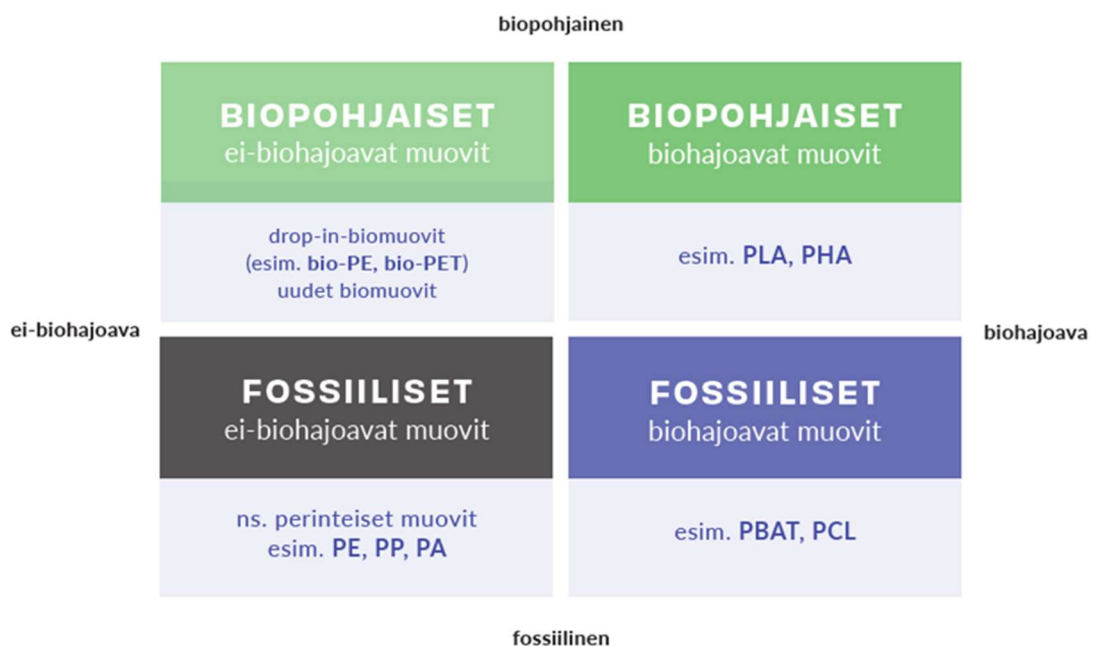 biopohjainen
BIOPOHJAISET
ei-biohajoavat muovit
drop-in-biomuovit
(esim. bio-PE, bio-PET)
uudet biomuovit
BIOPOHJAISET
biohajoavat muovit
esim. PLA, PHA
ei-biohajoava
biohajoava
FOSSIILISET
ei-biohajoavat muovit
ns. perinteiset muovit
esim. PE, PP, PA
FOSSIILISET
biohajoavat muovit
esim. PBAT, PCL
fossiilinen